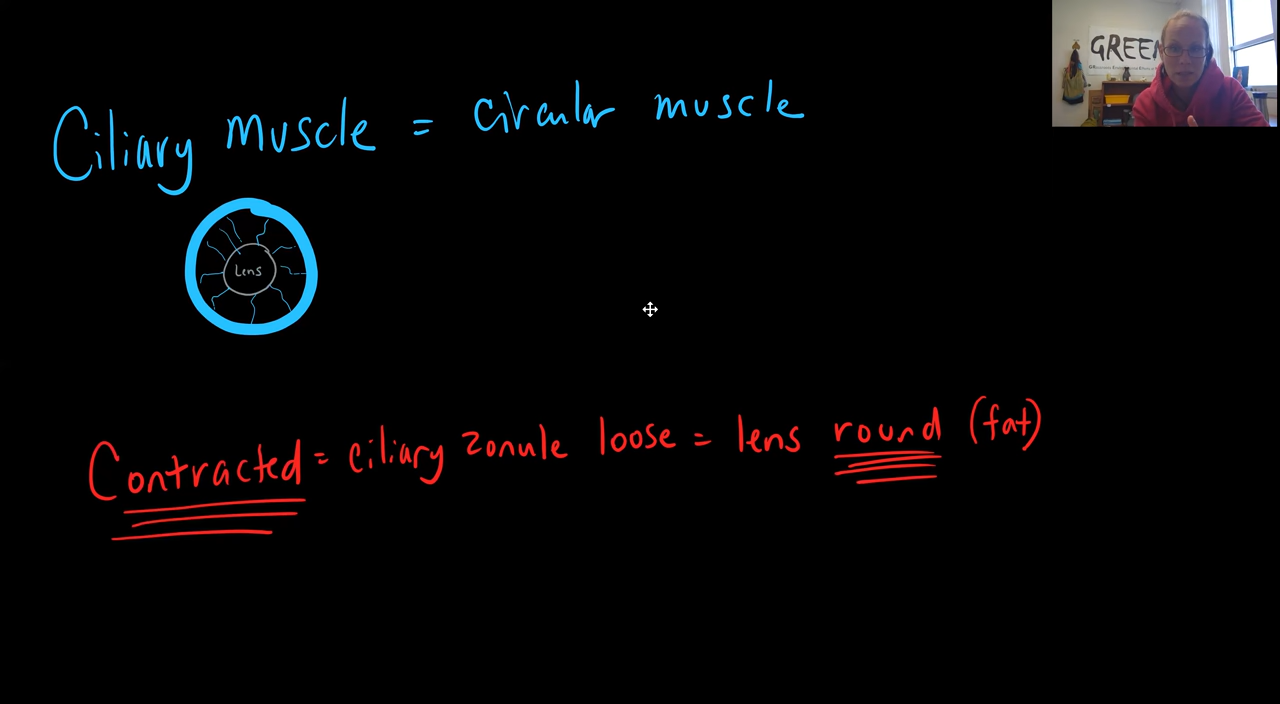 Ciliary muscle = circular muscle
GREEN
Lens
Contracted = ciliary zonule loose = lens round (fat)